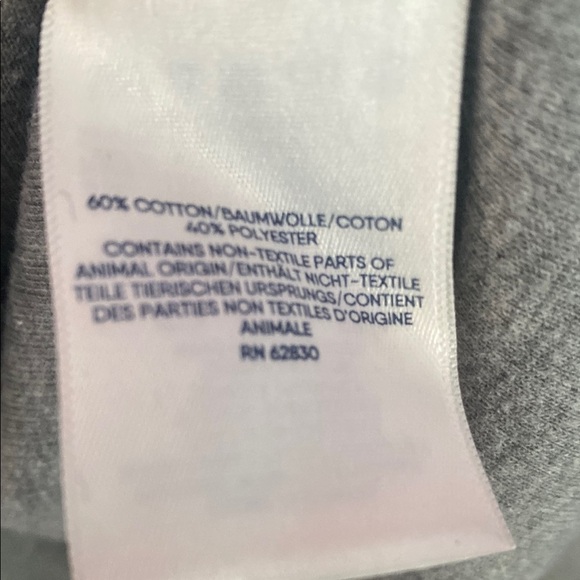 60% COTTON/BAUMWOLLE/COTON
40% POLYESTER
CONTAINS NON-TEXTILE PARTS OF
ANIMAL ORIGIN/ENTHÄLT NICHT-TEXTILE
TEILE TIERISCHEN URSPRUNGS/CONTIENT
DES PARTIES NON TEXTILES D'ORIGINE
ANIMALE
RN 62830